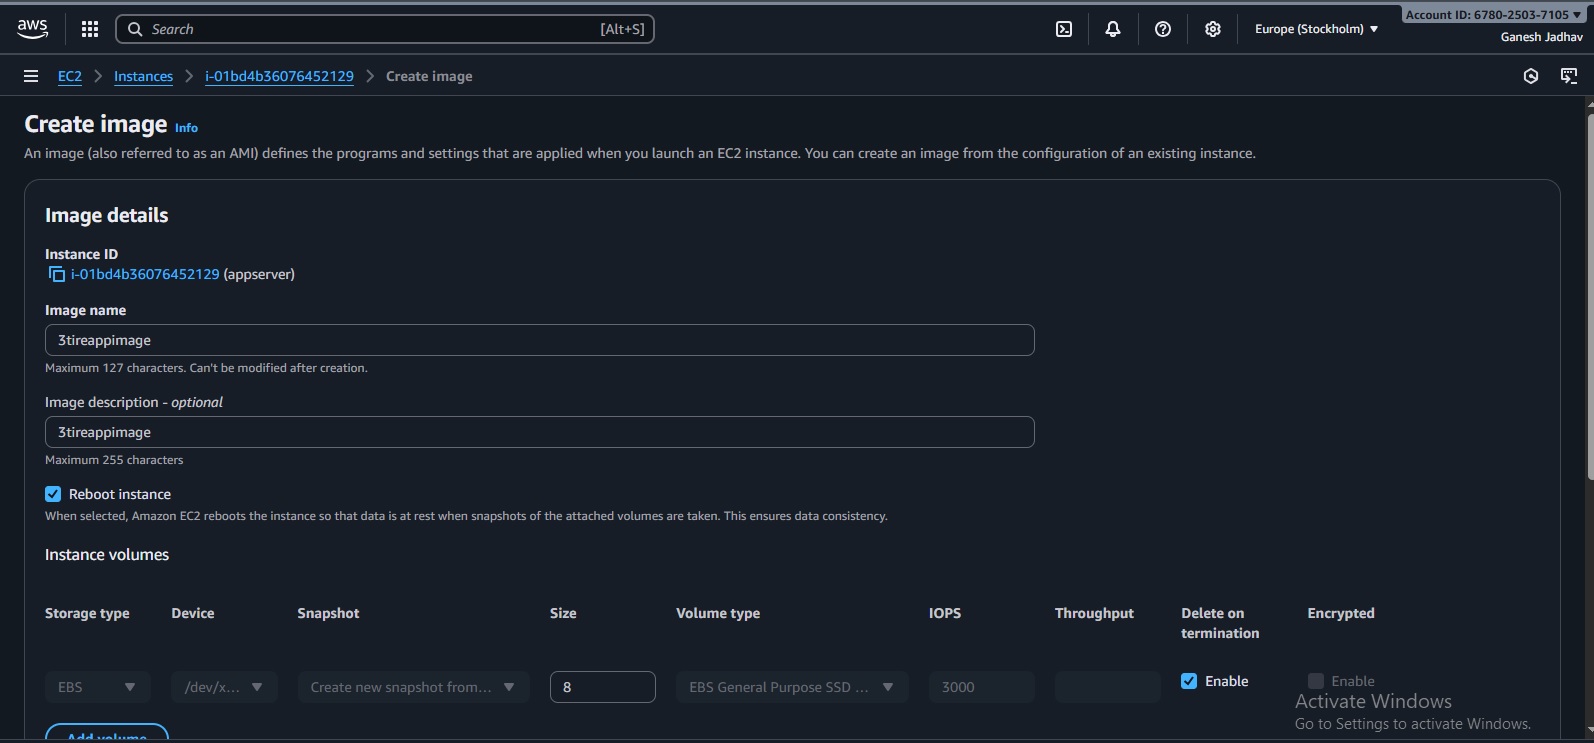 aws
Search [Alt+S]
Europe (Stockholm)
Account ID: 6780-2503-7105
Ganesh Jadhav
EC2 Instances i-01bd4b36076452129 Create image
Create image Info
An image (also referred to as an AMI) defines the programs and settings that are applied when you launch an EC2 instance. You can create an image from the configuration of an existing instance.
Image details
Instance ID
i-01bd4b36076452129 (appserver)
Image name
3tireappimage
Maximum 127 characters. Can't be modified after creation.
Image description - optional
3tireappimage
Maximum 255 characters
Reboot instance
When selected, Amazon EC2 reboots the instance so that data is at rest when snapshots of the attached volumes are taken. This ensures data consistency.
Instance volumes
Storage type Device Snapshot Size Volume type IOPS Throughput Delete on termination Encrypted
EBS /dev/x... Create new snapshot from... 8 EBS General Purpose SSD ... 3000 Enable Enable
Add volume
Activate Windows
Go to Settings to activate Windows.